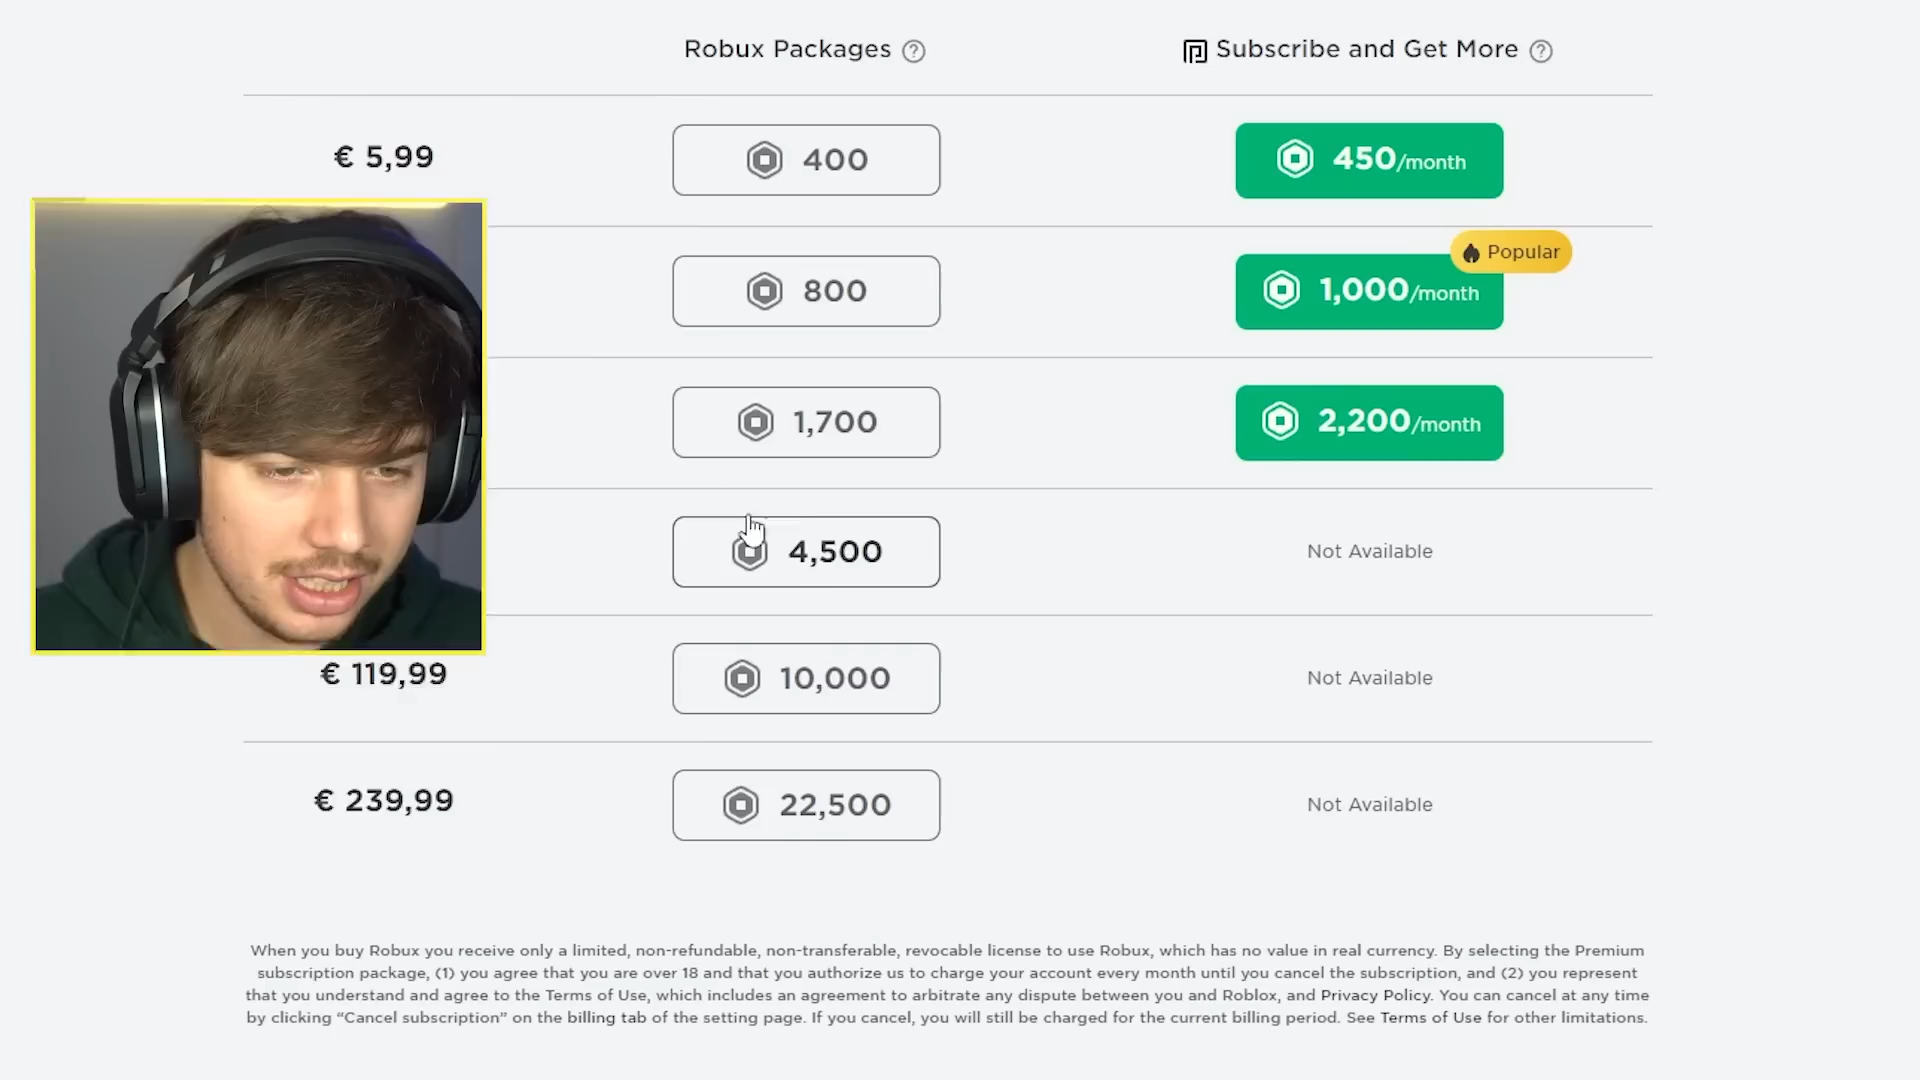 Robux Packages
Subscribe and Get More
€ 5,99
400
450/month
Popular
800
1,000/month
1,700
2,200/month
4,500
Not Available
€ 119,99
10,000
Not Available
€ 239,99
22,500
Not Available
When you buy Robux you receive only a limited, non-refundable, non-transferable, revocable license to use Robux, which has no value in real currency. By selecting the Premium
subscription package, (1) you agree that you are over 18 and that you authorize us to charge your account every month until you cancel the subscription, and (2) you represent
that you understand and agree to the Terms of Use, which includes an agreement to arbitrate any dispute between you and Roblox, and Privacy Policy. You can cancel at any time
by clicking “Cancel subscription” on the billing tab of the setting page. If you cancel, you will still be charged for the current billing period. See Terms of Use for other limitations.